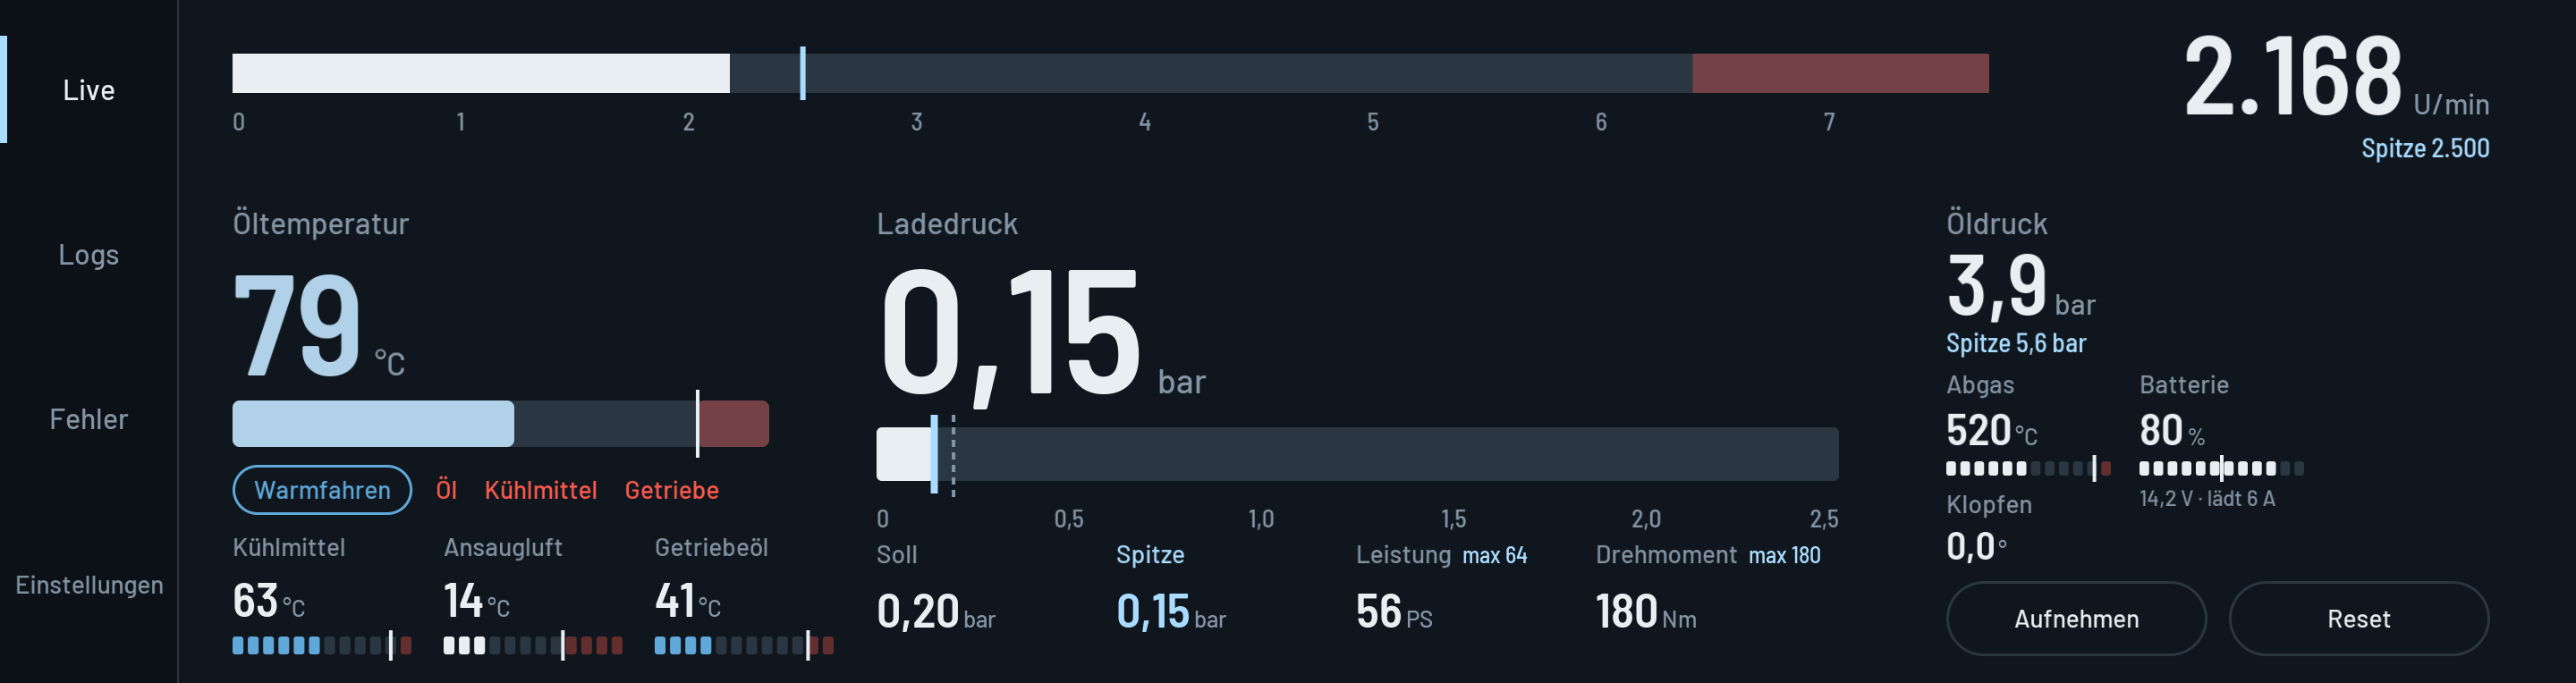 Live
Logs
Fehler
Einstellungen
0 1 2 3 4 5 6 7
2.168 U/min
Spitze 2.500
Öltemperatur
79 °C
Warmfahren Öl Kühlmittel Getriebe
Kühlmittel Ansaugluft Getriebeöl
63 °C 14 °C 41 °C
Ladedruck
0,15 bar
0 0,5 1,0 1,5 2,0 2,5
Soll Spitze Leistung max 64 Drehmoment max 180
0,20 bar 0,15 bar 56 PS 180 Nm
Öldruck
3,9 bar
Spitze 5,6 bar
Abgas Batterie
520 °C 80 %
14,2 V · lädt 6 A
Klopfen
0,0 °
Aufnehmen Reset